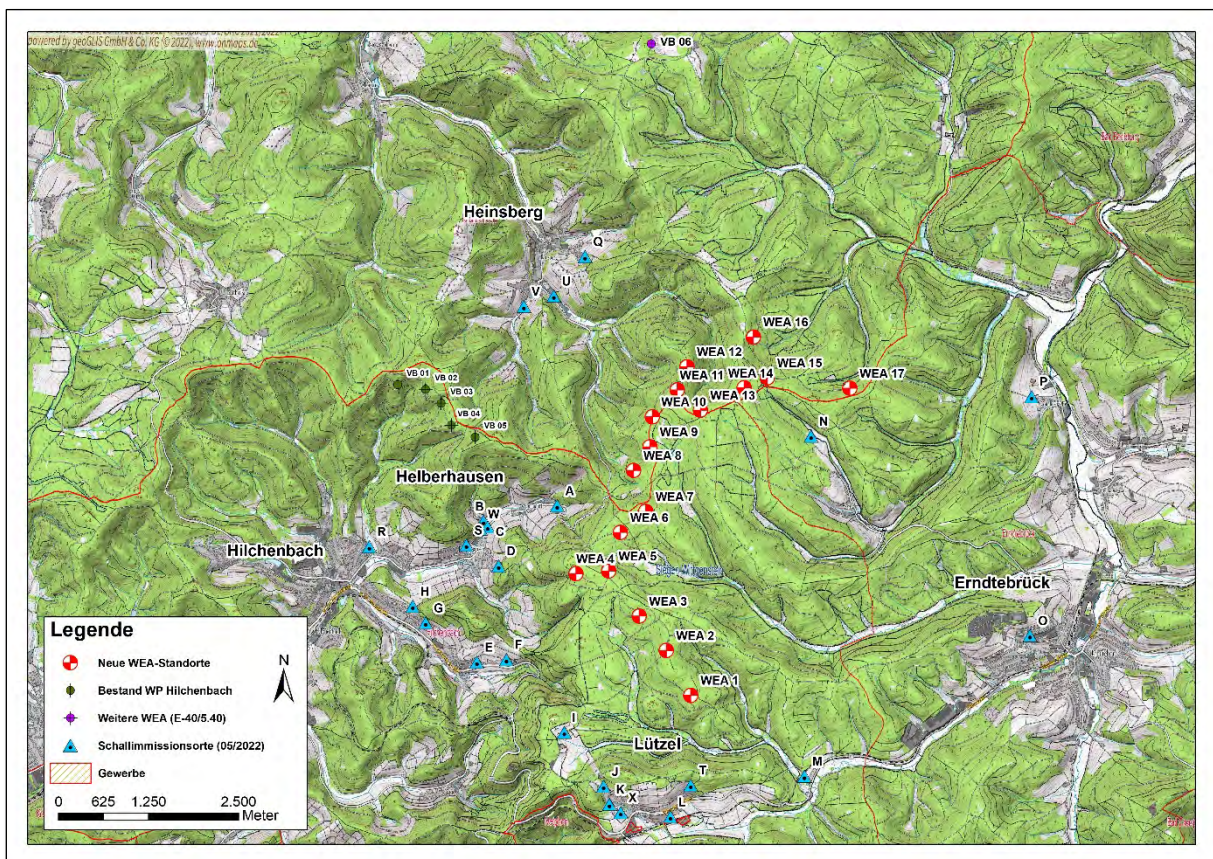 powered by geoGLIS GmbH & Co. KG © 2022, www.onmaps.de
VB 06
Heinsberg
Q
U
V
WEA 16
WEA 12
WEA 15
WEA 11
WEA 14
WEA 17
VB 01
VB 02
VB 03
WEA 10
WEA 13
P
VB 04
VB 05
WEA 9
N
WEA 8
Helberhausen
A
WEA 7
B
W
WEA 6
S
C
R
Hilchenbach
D
WEA 4
WEA 5
Erndtebrück
H
G
WEA 3
O
E
F
WEA 2
WEA 1
I
Lützel
M
J
T
K
X
L
Legende
Neue WEA-Standorte
N
Bestand WP Hilchenbach
Weitere WEA (E-40/5.40)
Schallimmissionsorte (05/2022)
Gewerbe
0 625 1.250 2.500
Meter